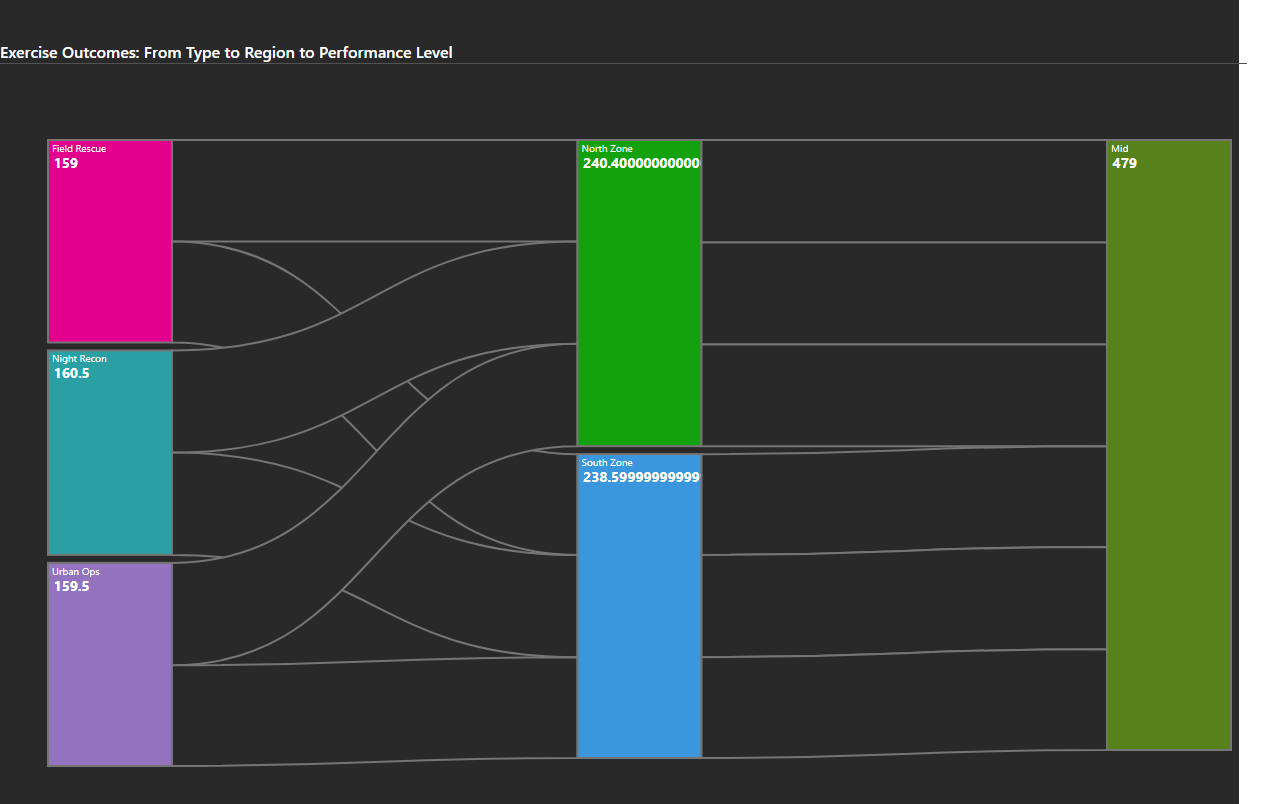 Exercise Outcomes: From Type to Region to Performance Level
Field Rescue
159
North Zone
240.40000000000
Mid
479
Night Recon
160.5
South Zone
238.59999999999
Urban Ops
159.5